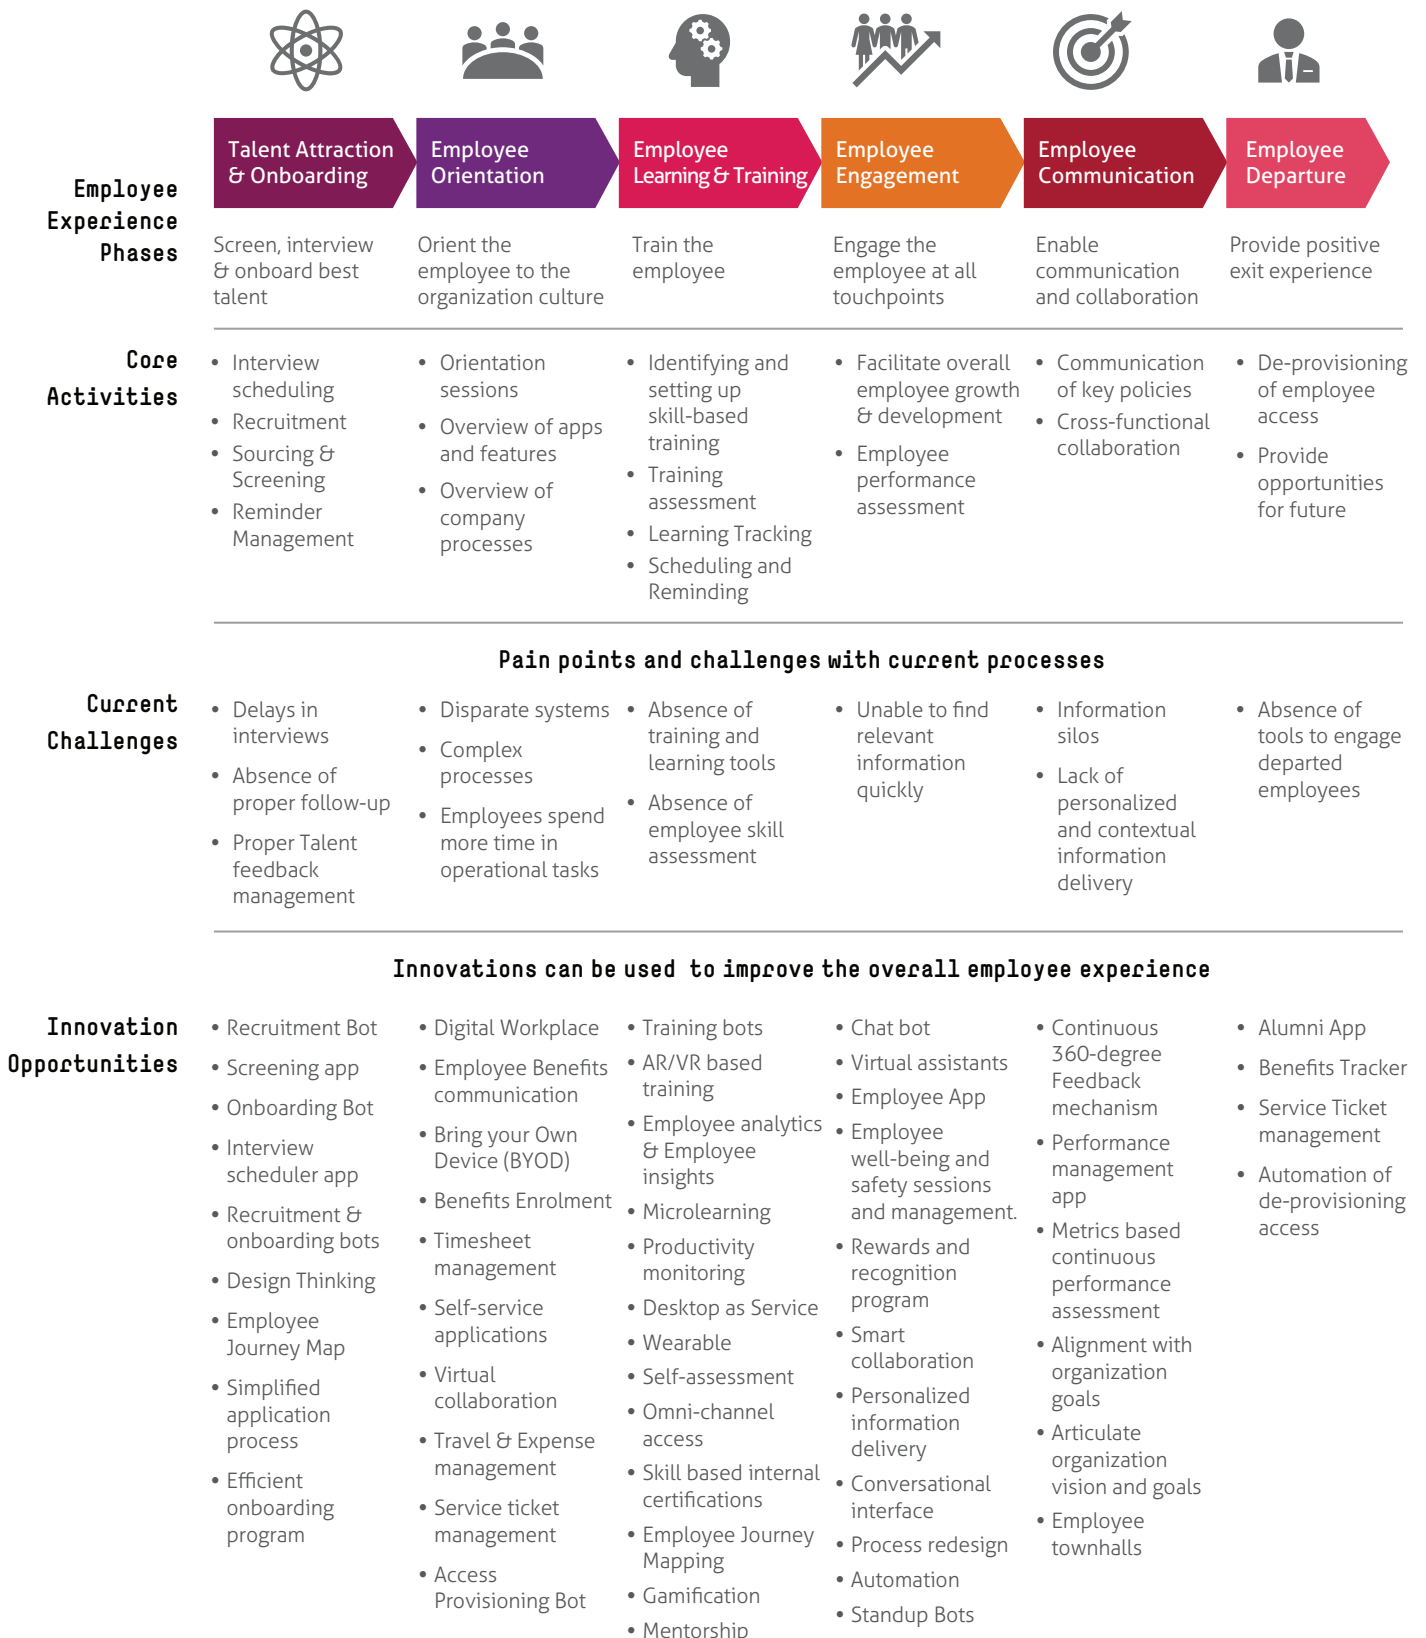 Talent Attraction
& Onboarding
Employee
Orientation
Employee
Learning & Training
Employee
Engagement
Employee
Communication
Employee
Departure
Employee
Experience
Phases
Screen, interview
& onboard best
talent
Orient the
employee to the
organization culture
Train the
employee
Engage the
employee at all
touchpoints
Enable
communication
and collaboration
Provide positive
exit experience
Core
Activities
• Interview
scheduling
• Recruitment
• Sourcing &
Screening
• Reminder
Management
• Orientation
sessions
• Overview of apps
and features
• Overview of
company
processes
• Identifying and
setting up
skill-based
training
• Training
assessment
• Learning Tracking
• Scheduling and
Reminding
• Facilitate overall
employee growth
& development
• Employee
performance
assessment
• Communication
of key policies
• Cross-functional
collaboration
• De-provisioning
of employee
access
• Provide
opportunities
for future
Pain points and challenges with current processes
Current
Challenges
• Delays in
interviews
• Absence of
proper follow-up
• Proper Talent
feedback
management
• Disparate systems
• Complex
processes
• Employees spend
more time in
operational tasks
• Absence of
training and
learning tools
• Absence of
employee skill
assessment
• Unable to find
relevant
information
quickly
• Information
silos
• Lack of
personalized
and contextual
information
delivery
• Absence of
tools to engage
departed
employees
Innovations can be used to improve the overall employee experience
Innovation
Opportunities
• Recruitment Bot
• Screening app
• Onboarding Bot
• Interview
scheduler app
• Recruitment &
onboarding bots
• Design Thinking
• Employee
Journey Map
• Simplified
application
process
• Efficient
onboarding
program
• Digital Workplace
• Employee Benefits
communication
• Bring your Own
Device (BYOD)
• Benefits Enrolment
• Timesheet
management
• Self-service
applications
• Virtual
collaboration
• Travel & Expense
management
• Service ticket
management
• Access
Provisioning Bot
• Training bots
• AR/VR based
training
• Employee analytics
& Employee
insights
• Microlearning
• Productivity
monitoring
• Desktop as Service
• Wearable
• Self-assessment
• Omni-channel
access
• Skill based internal
certifications
• Employee Journey
Mapping
• Gamification
• Mentorship
• Chat bot
• Virtual assistants
• Employee App
• Employee
well-being and
safety sessions
and management.
• Rewards and
recognition
program
• Smart
collaboration
• Personalized
information
delivery
• Conversational
interface
• Process redesign
• Automation
• Standup Bots
• Continuous
360-degree
Feedback
mechanism
• Performance
management
app
• Metrics based
continuous
performance
assessment
• Alignment with
organization
goals
• Articulate
organization
vision and goals
• Employee
townhalls
• Alumni App
• Benefits Tracker
• Service Ticket
management
• Automation of
de-provisioning
access